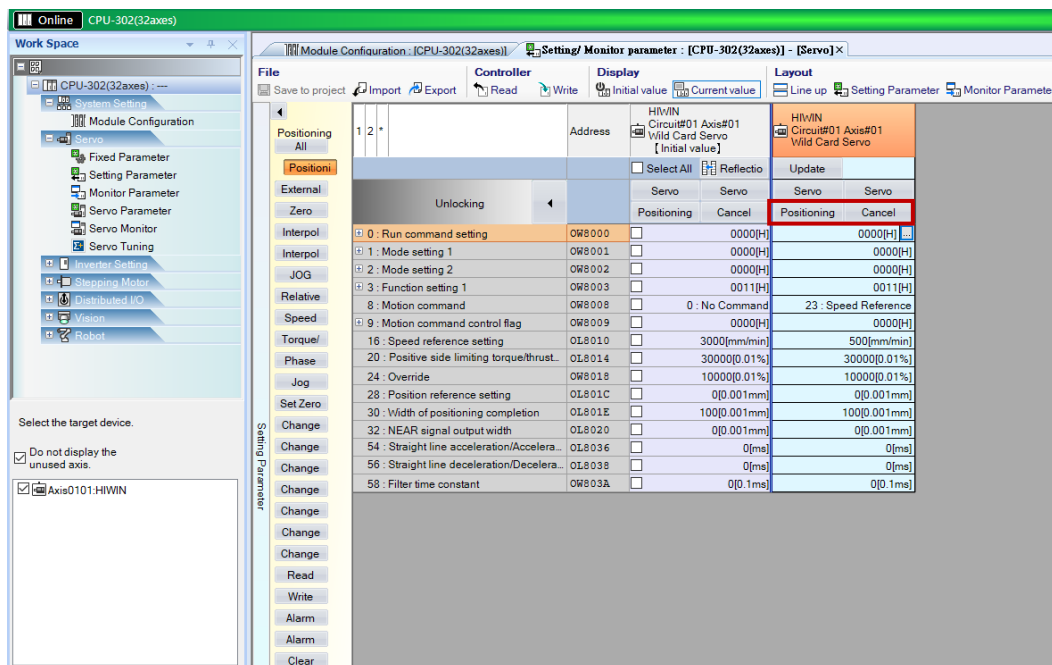 Online CPU-302(32axes)
Work Space
Module Configuration : [CPU-302(32axes)] Setting/ Monitor parameter : [CPU-302(32axes)] - [Servo]
File Controller Display Layout
Save to project Import Export Read Write Initial value Current value Line up Setting Parameter Monitor Paramete
CPU-302(32axes) : ---
System Setting
Module Configuration
Servo
Fixed Parameter
Setting Parameter
Monitor Parameter
Servo Parameter
Servo Monitor
Servo Tuning
Inverter Setting
Stepping Motor
Distributed I/O
Vision
Robot
Select the target device.
Do not display the
unused axis.
Axis0101:HIWIN
Setting Parameter
Positioning
All
Positioni
External
Zero
Interpol
Interpol
JOG
Relative
Speed
Torque/
Phase
Jog
Set Zero
Change
Change
Change
Change
Change
Change
Change
Read
Write
Alarm
Alarm
Clear
1 2 * Address
HIWIN
Circuit#01 Axis#01
Wild Card Servo
【 Initial value】
HIWIN
Circuit#01 Axis#01
Wild Card Servo
Select All Reflectio Update
Unlocking
Servo Servo Servo Servo
Positioning Cancel Positioning Cancel
0 : Run command setting OW8000 0000[H] 0000[H] ...
1 : Mode setting 1 OW8001 0000[H] 0000[H]
2 : Mode setting 2 OW8002 0000[H] 0000[H]
3 : Function setting 1 OW8003 0011[H] 0011[H]
8 : Motion command OW8008 0 : No Command 23 : Speed Reference
9 : Motion command control flag OW8009 0000[H] 0000[H]
16 : Speed reference setting OL8010 3000[mm/min] 500[mm/min]
20 : Positive side limiting torque/thrust... OL8014 30000[0.01%] 30000[0.01%]
24 : Override OW8018 10000[0.01%] 10000[0.01%]
28 : Position reference setting OL801C 0[0.001mm] 0[0.001mm]
30 : Width of positioning completion OL801E 100[0.001mm] 100[0.001mm]
32 : NEAR signal output width OL8020 0[0.001mm] 0[0.001mm]
54 : Straight line acceleration/Accelera... OL8036 0[ms] 0[ms]
56 : Straight line deceleration/Decelera... OL8038 0[ms] 0[ms]
58 : Filter time constant OW803A 0[0.1ms] 0[0.1ms]